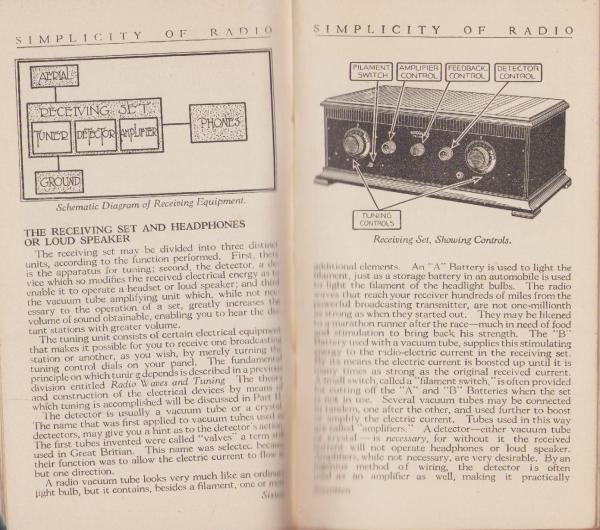 SIMPLICITY OF RADIO
AERIAL
RECEIVING SET
TUNER DETECTOR AMPLIFIER
PHONES
GROUND
Schematic Diagram of Receiving Equipment.
THE RECEIVING SET AND HEADPHONES
OR LOUD SPEAKER
The receiving set may be divided into three distinct
units, according to the function performed. First, there
is the apparatus for tuning; second, the detector, a de-
vice which so modifies the received electrical energy as to
enable it to operate a headset or loud speaker; and third
the vacuum tube amplifying unit which, while not nec-
essary to the operation of a set, greatly increases the
volume of sound obtainable, enabling you to hear the dis-
tant stations with greater volume.
The tuning unit consists of certain electrical equipment
that makes it possible for you to receive one broadcasting
station or another, as you wish, by merely turning the
tuning control dials on your panel. The fundamental
principle on which tuning depends is described in a previous
division entitled Radio Waves and Tuning The theory
and construction of the electrical devices by means of
which tuning is accomplished will be discussed in Part II
The detector is usually a vacuum tube or a crystal
The name that was first applied to vacuum tubes used as
dectectors, may give you a hint as to the detector's action
The first tubes invented were called "valves" a term still
used in Great Britian. This name was selected because
their function was to allow the electric current to flow in
but one direction.
A radio vacuum tube looks very much like an ordinary
light bulb, but it contains, besides a filament, one or more
SIMPLICITY OF RADIO
FILAMENT SWITCH
AMPLIFIER CONTROL
FEEDBACK CONTROL
DETECTOR CONTROL
TUNING CONTROLS
Receiving Set, Showing Controls.
additional elements. An "A" Battery is used to light the
filament, just as a storage battery in an automobile is used
to light the filament of the headlight bulbs. The radio
waves that reach your receiver hundreds of miles from the
powerful broadcasting transmitter, are not one-millionth
as strong as when they started out. They may be likened
to a marathon runner after the race—much in need of food
and stimulation to bring back his strength. The "B"
battery used with a vacuum tube, supplies this stimulating
energy to the radio-electric current in the receiving set.
By its means the electric current is boosted up until it is
many times as strong as the original received current.
A small switch, called a "filament switch," is often provided
for cutting off the "A" and "B" Batteries when the set
is not in use. Several vacuum tubes may be connected
in tandem, one after the other, and used further to boost
or amplify the electric current. Tubes used in this way
are called "amplifiers." A detector—either vacuum tube
or crystal—is necessary, for without it the received
current will not operate headphones or loud speaker.
Amplifiers, while not necessary, are very desirable. By an
ingenious method of wiring, the detector is often
used as an amplifier as well, making it practically